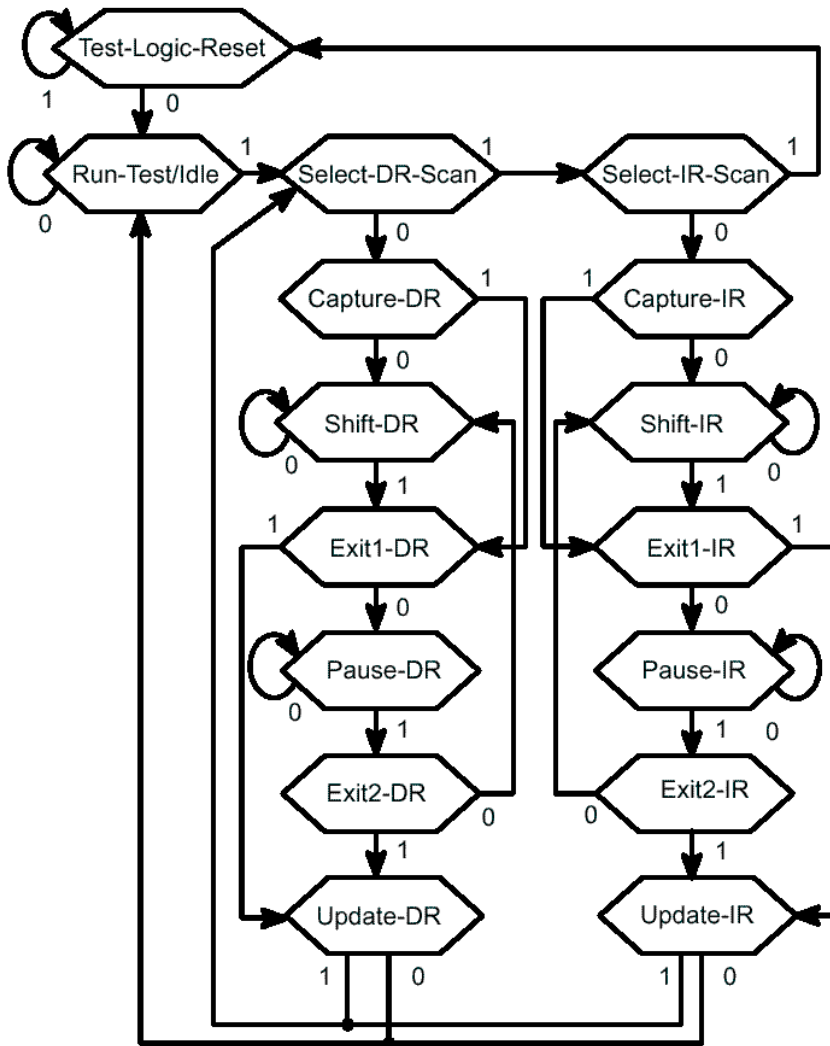 Test-Logic-Reset
1
0
Run-Test/Idle
1
Select-DR-Scan
1
Select-IR-Scan
1
0
0
0
Capture-DR
1
1
Capture-IR
0
0
Shift-DR
Shift-IR
0
0
1
1
1
Exit1-DR
Exit1-IR
1
0
0
Pause-DR
Pause-IR
0
0
1
1
Exit2-DR
0
0
Exit2-IR
1
1
Update-DR
Update-IR
1
0
1
0